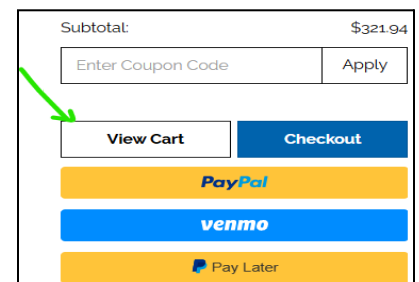 Subtotal: $321.94
Enter Coupon Code Apply
View Cart Checkout
PayPal
venmo
Pay Later